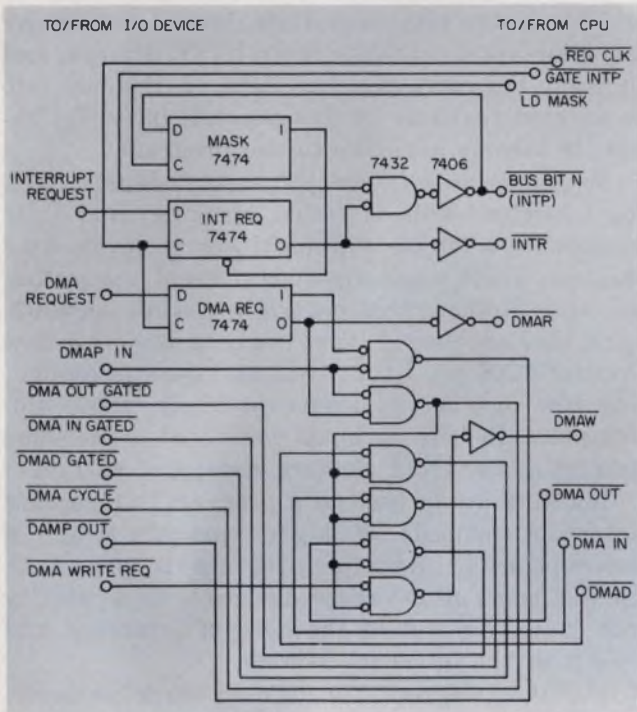 TO/FROM I/O DEVICE
TO/FROM CPU
REQ CLK
GATE INTP
LD MASK
D
MASK
7474
1
C
7432
7406
INTERRUPT
REQUEST
D
INT REQ
7474
C
0
BUS BIT N
(INTP)
INTR
DMA
REQUEST
D
DMA REQ
7474
1
C
0
DMAR
DMAP IN
DMA OUT GATED
DMA IN GATED
DMAD GATED
DMA CYCLE
DAMP OUT
DMA WRITE REQ
DMAW
DMA OUT
DMA IN
DMAD